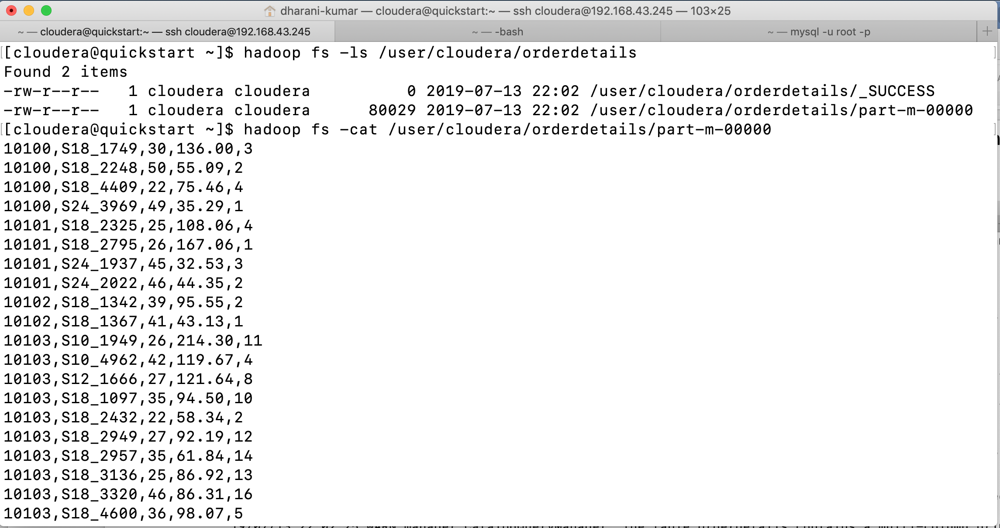 dharani-kumar — cloudera@quickstart:~ — ssh cloudera@192.168.43.245 — 103×25
~ — cloudera@quickstart:~ — ssh cloudera@192.168.43.245
~ — -bash
~ — mysql -u root -p
[cloudera@quickstart ~]$ hadoop fs -ls /user/cloudera/orderdetails
Found 2 items
-rw-r--r--   1 cloudera cloudera          0 2019-07-13 22:02 /user/cloudera/orderdetails/_SUCCESS
-rw-r--r--   1 cloudera cloudera      80029 2019-07-13 22:02 /user/cloudera/orderdetails/part-m-00000
[cloudera@quickstart ~]$ hadoop fs -cat /user/cloudera/orderdetails/part-m-00000
10100,S18_1749,30,136.00,3
10100,S18_2248,50,55.09,2
10100,S18_4409,22,75.46,4
10100,S24_3969,49,35.29,1
10101,S18_2325,25,108.06,4
10101,S18_2795,26,167.06,1
10101,S24_1937,45,32.53,3
10101,S24_2022,46,44.35,2
10102,S18_1342,39,95.55,2
10102,S18_1367,41,43.13,1
10103,S10_1949,26,214.30,11
10103,S10_4962,42,119.67,4
10103,S12_1666,27,121.64,8
10103,S18_1097,35,94.50,10
10103,S18_2432,22,58.34,2
10103,S18_2949,27,92.19,12
10103,S18_2957,35,61.84,14
10103,S18_3136,25,86.92,13
10103,S18_3320,46,86.31,16
10103,S18_4600,36,98.07,5